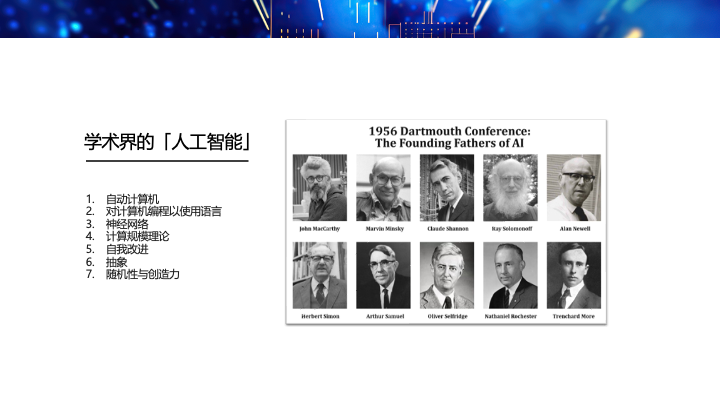 学术界的「人工智能」
1. 自动计算机
2. 对计算机编程以使用语言
3. 神经网络
4. 计算规模理论
5. 自我改进
6. 抽象
7. 随机性与创造力
1956 Dartmouth Conference:
The Founding Fathers of AI
John MacCarthy
Marvin Minsky
Claude Shannon
Ray Solomonoff
Alan Newell
Herbert Simon
Arthur Samuel
Oliver Selfridge
Nathaniel Rochester
Trenchard More